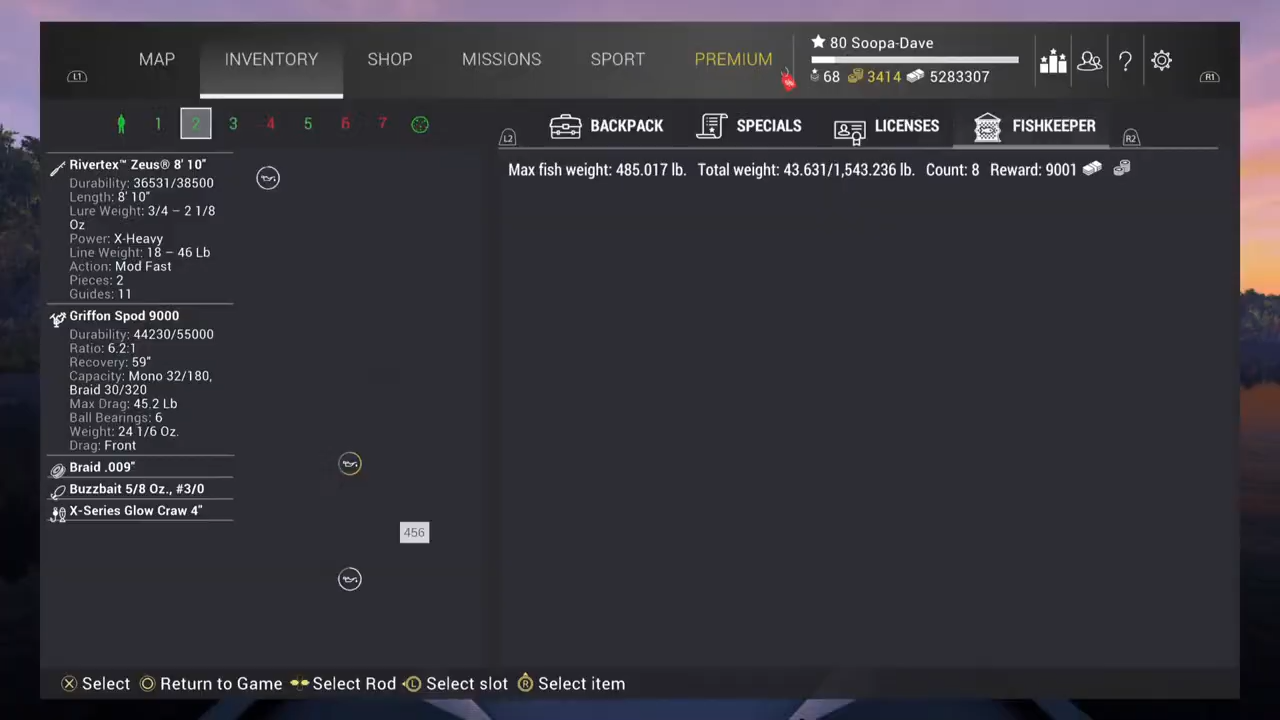 L1
MAP
INVENTORY
SHOP
MISSIONS
SPORT
PREMIUM
80 Soopa-Dave
68 3414 5283307
?
R1
1 2 3 4 5 6 7
L2
BACKPACK
SPECIALS
LICENSES
FISHKEEPER
R2
Max fish weight: 485.017 lb. Total weight: 43.631/1,543.236 lb. Count: 8 Reward: 9001
Rivertex™ Zeus® 8' 10"
Durability: 36531/38500
Length: 8' 10"
Lure Weight: 3/4 – 2 1/8
Oz
Power: X-Heavy
Line Weight: 18 – 46 Lb
Action: Mod Fast
Pieces: 2
Guides: 11
Griffon Spod 9000
Durability: 44230/55000
Ratio: 6.2:1
Recovery: 59"
Capacity: Mono 32/180,
Braid 30/320
Max Drag: 45.2 Lb
Ball Bearings: 6
Weight: 24 1/6 Oz.
Drag: Front
Braid .009"
Buzzbait 5/8 Oz., #3/0
X-Series Glow Craw 4"
456
Select Return to Game Select Rod L Select slot R Select item